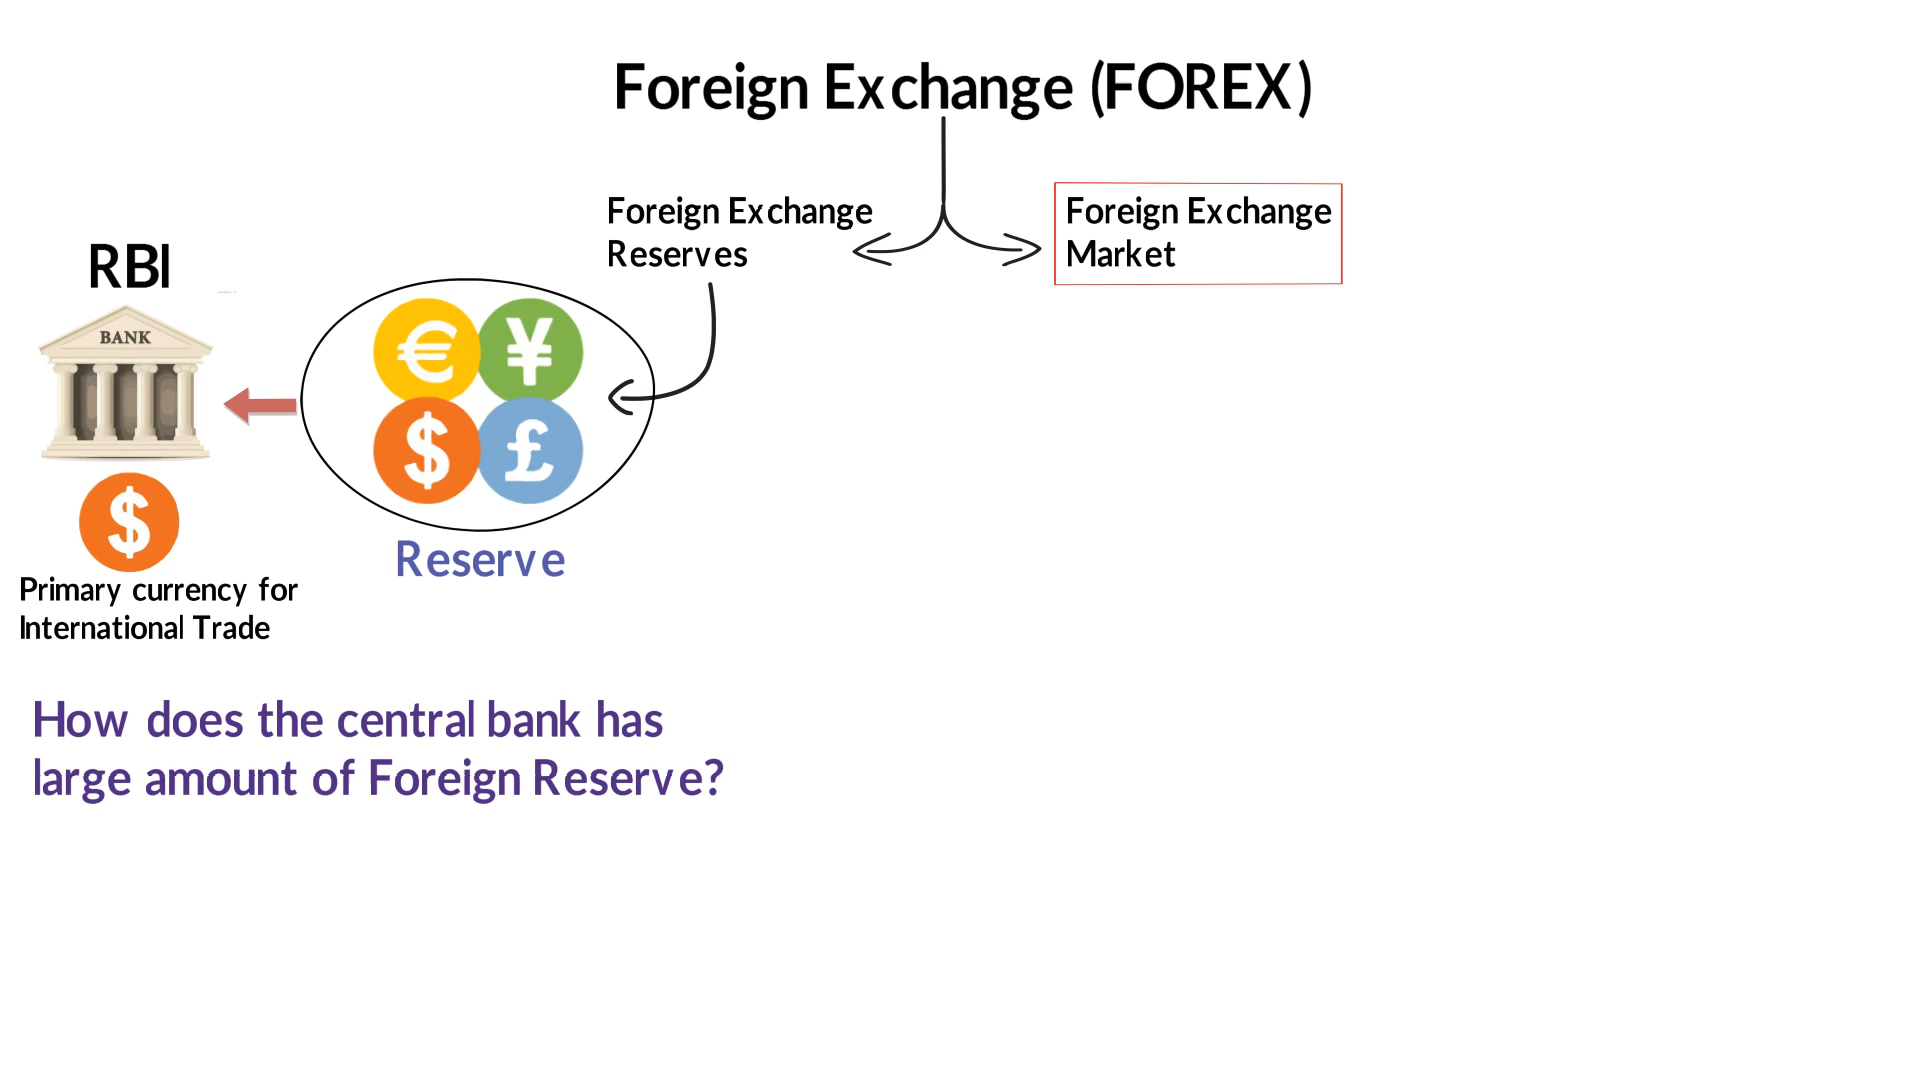 Foreign Exchange (FOREX)
Foreign Exchange
Reserves
Foreign Exchange
Market
RBI
BANK
€
¥
$
£
$
Reserve
Primary currency for
International Trade
How does the central bank has
large amount of Foreign Reserve?